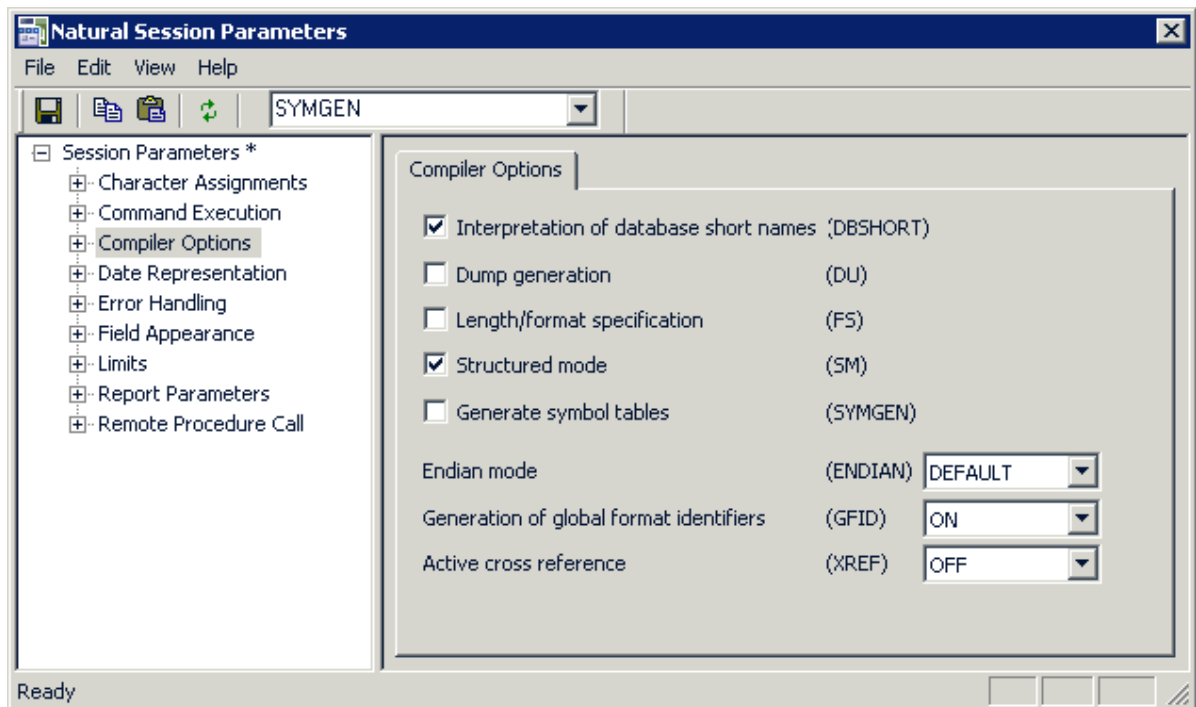 Natural Session Parameters
File Edit View Help
SYMGEN
Session Parameters *
Character Assignments
Command Execution
Compiler Options
Date Representation
Error Handling
Field Appearance
Limits
Report Parameters
Remote Procedure Call
Compiler Options
Interpretation of database short names (DBSHORT)
Dump generation (DU)
Length/format specification (FS)
Structured mode (SM)
Generate symbol tables (SYMGEN)
Endian mode (ENDIAN) DEFAULT
Generation of global format identifiers (GFID) ON
Active cross reference (XREF) OFF
Ready